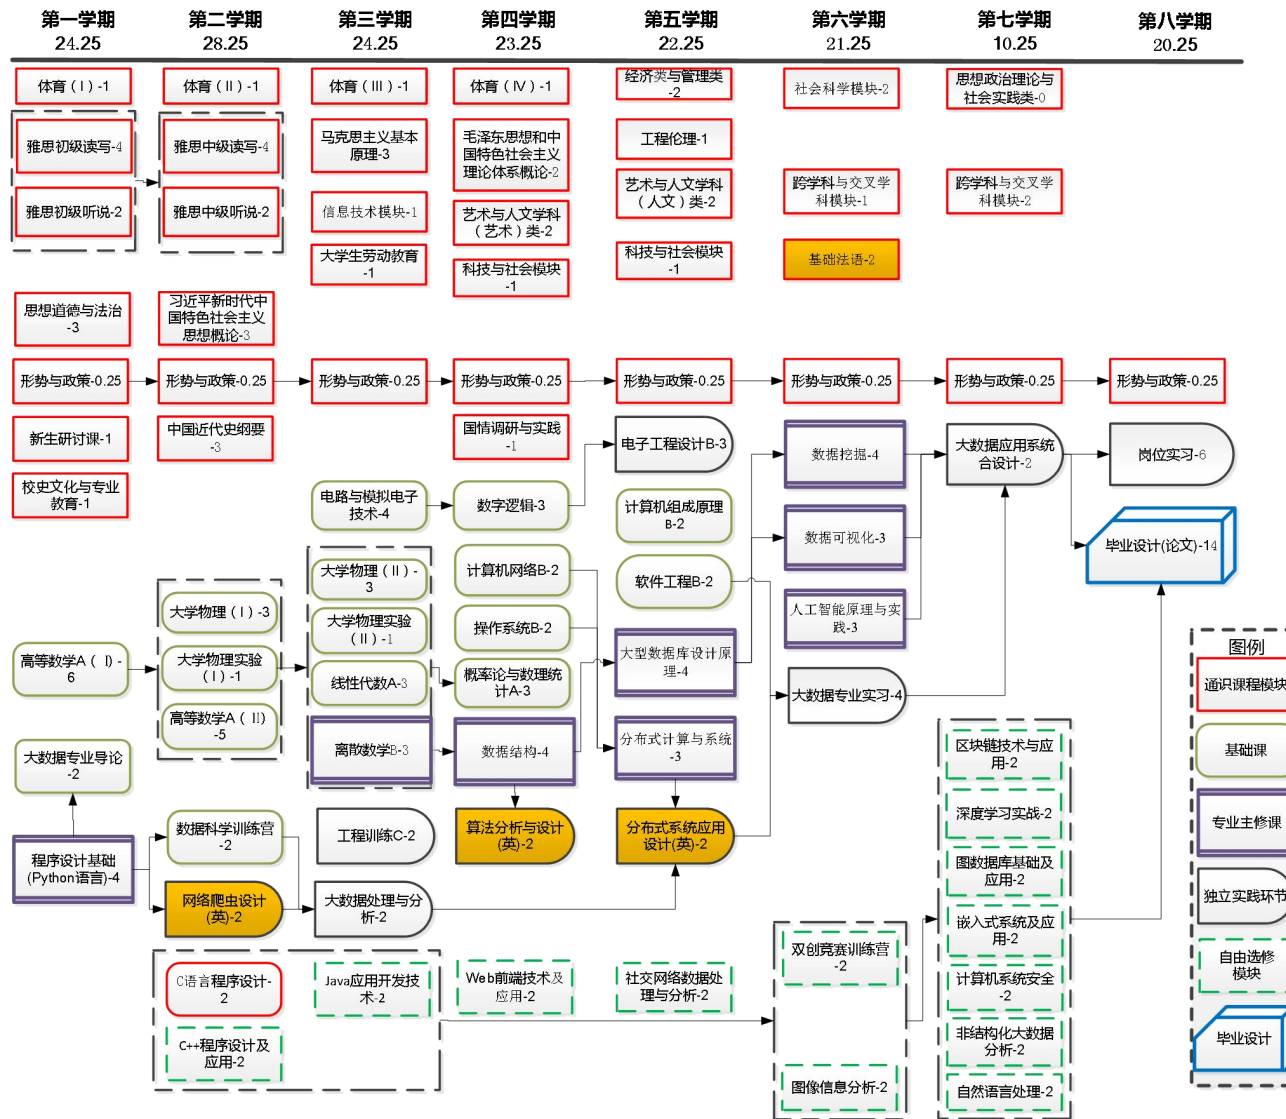 第一学期
24.25
第二学期
28.25
第三学期
24.25
第四学期
23.25
第五学期
22.25
第六学期
21.25
第七学期
10.25
第八学期
20.25
体育（I）-1
体育（II）-1
体育（III）-1
体育（IV）-1
经济类与管理类
-2
社会科学模块-2
思想政治理论与
社会实践类-0
雅思初级读写-4
雅思中级读写-4
马克思主义基本
原理-3
毛泽东思想和中
国特色社会主义
理论体系概论-2
工程伦理-1
雅思初级听说-2
雅思中级听说-2
信息技术模块-1
艺术与人文学科
（艺术）类-2
艺术与人文学科
（人文）类-2
跨学科与交叉学
科模块-1
跨学科与交叉学
科模块-2
大学生劳动教育
-1
科技与社会模块
-1
科技与社会模块
-1
基础法语-2
思想道德与法治
-3
习近平新时代中
国特色社会主义
思想概论-3
形势与政策-0.25
形势与政策-0.25
形势与政策-0.25
形势与政策-0.25
形势与政策-0.25
形势与政策-0.25
形势与政策-0.25
形势与政策-0.25
新生研讨课-1
中国近代史纲要
-3
国情调研与实践
-1
电子工程设计B-3
数据挖掘-4
大数据应用系统
合设计-2
岗位实习-6
校史文化与专业
教育-1
电路与模拟电子
技术-4
数字逻辑-3
计算机组成原理
B-2
数据可视化-3
毕业设计(论文)-14
大学物理（II）-
3
计算机网络B-2
软件工程B-2
大学物理（I）-3
大学物理实验
（II）-1
操作系统B-2
人工智能原理与实
践-3
高等数学A（ I）-
6
大学物理实验
（I）-1
线性代数A-3
概率论与数理统
计A-3
大型数据库设计原
理-4
大数据专业实习-4
高等数学A（ II）
-5
离散数学B-3
数据结构-4
分布式计算与系统
-3
大数据专业导论
-2
区块链技术与应
用-2
程序设计基础
(Python语言)-4
数据科学训练营
-2
工程训练C-2
算法分析与设计
(英)-2
分布式系统应用
设计(英)-2
深度学习实战-2
网络爬虫设计
(英)-2
大数据处理与分
析-2
图数据库基础及
应用-2
嵌入式系统及应
用-2
C语言程序设计-
2
Java应用开发技
术-2
Web前端技术及
应用-2
社交网络数据处
理与分析-2
双创竞赛训练营
-2
计算机系统安全
-2
C++程序设计及
应用-2
图像信息分析-2
非结构化大数据
分析-2
自然语言处理-2
图例
通识课程模块
基础课
专业主修课
独立实践环节
自由选修
模块
毕业设计